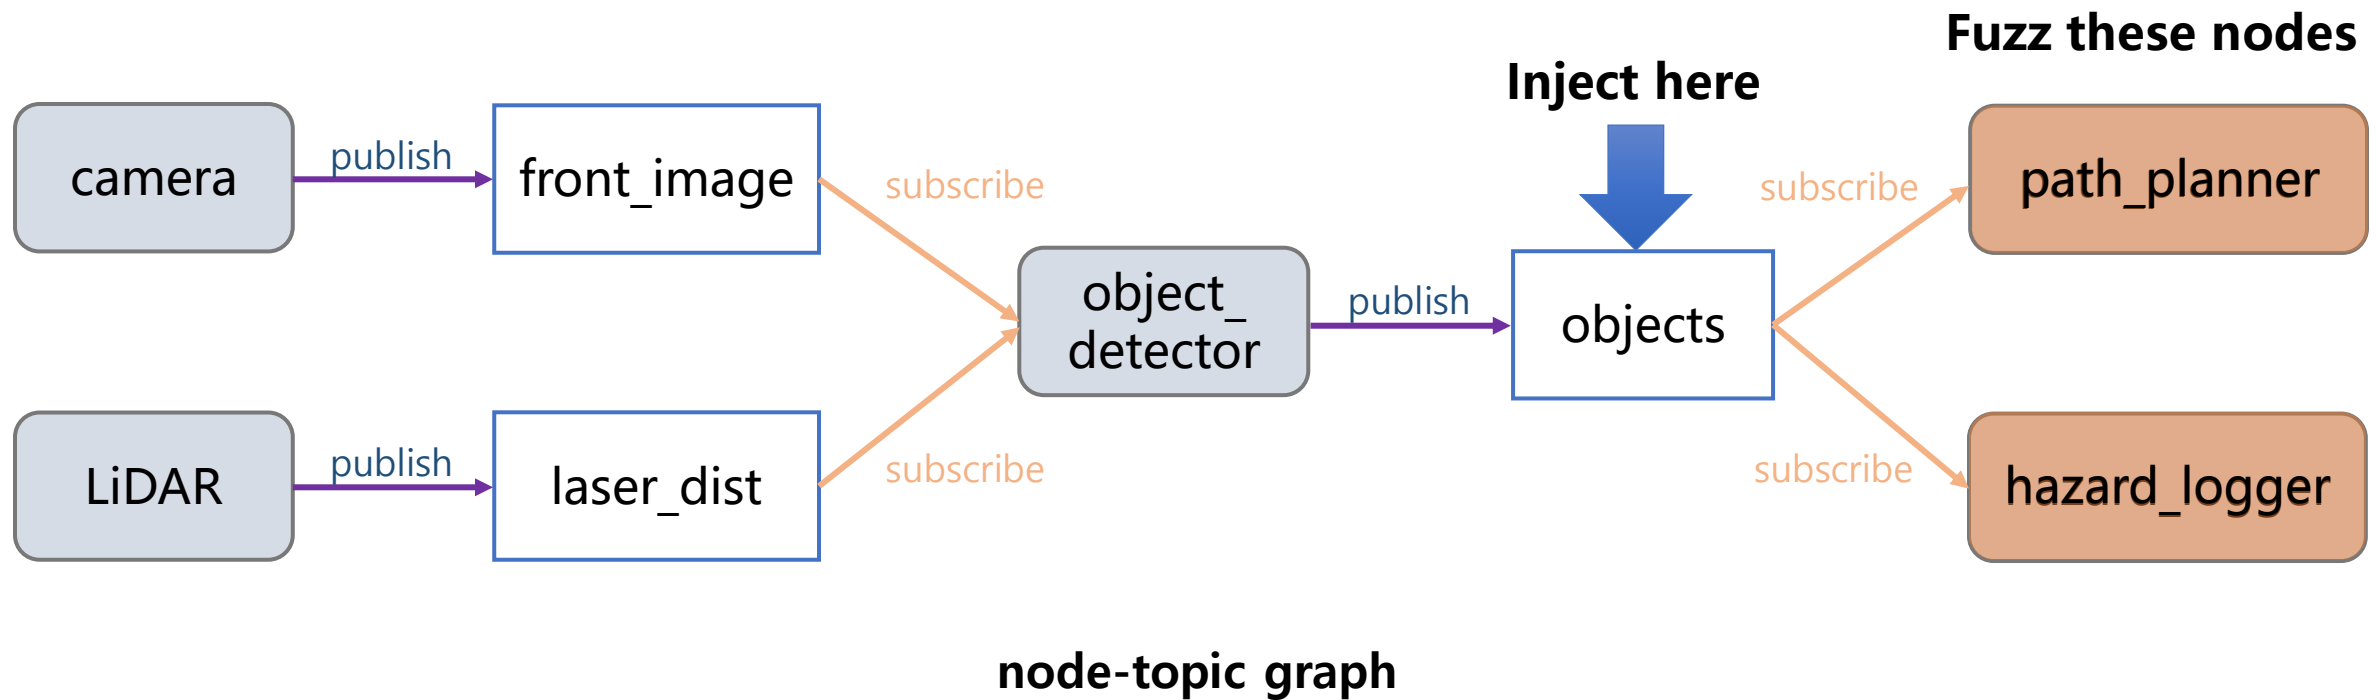 Fuzz these nodes
Inject here
camera
publish
front_image
subscribe
subscribe
path_planner
object_
detector
publish
objects
LiDAR
publish
laser_dist
subscribe
subscribe
hazard_logger
node-topic graph